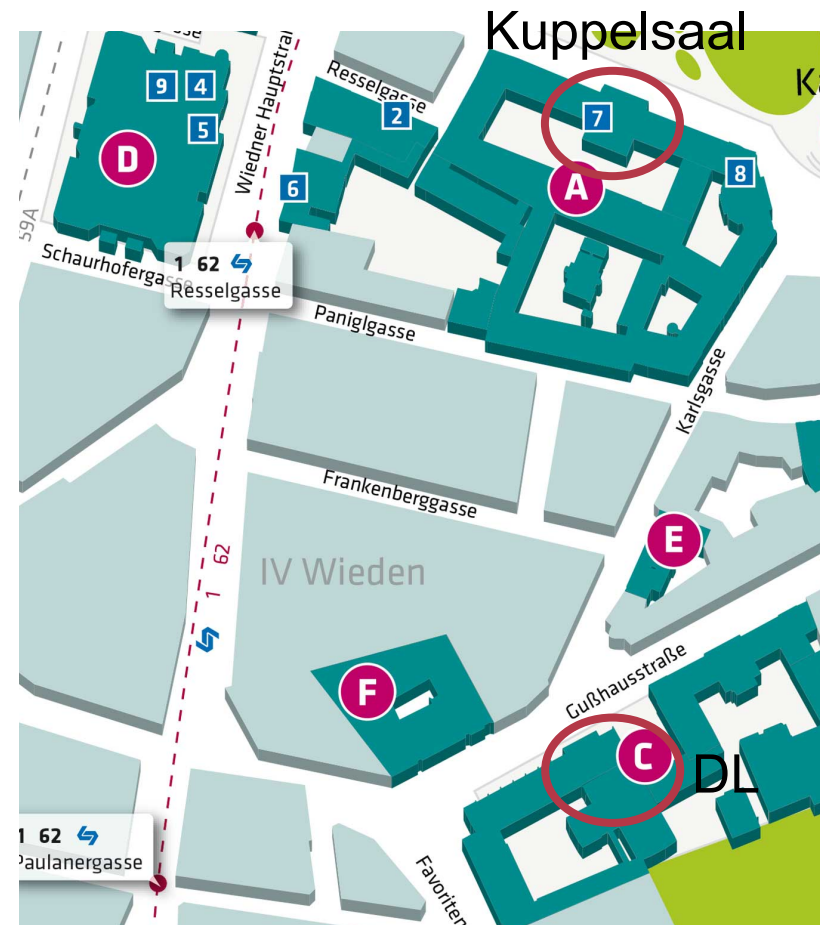 Kuppelsaal
Resselgasse
Wiedner Hauptstraß
9 4
5
D
2
7
A
8
6
59A
Schaurhofergasse
1 62
Resselgasse
Paniglgasse
Karlsgasse
Frankenberggasse
E
IV Wieden
1 62
F
Gußhausstraße
C
DL
1 62
Paulanergasse
Favoriten